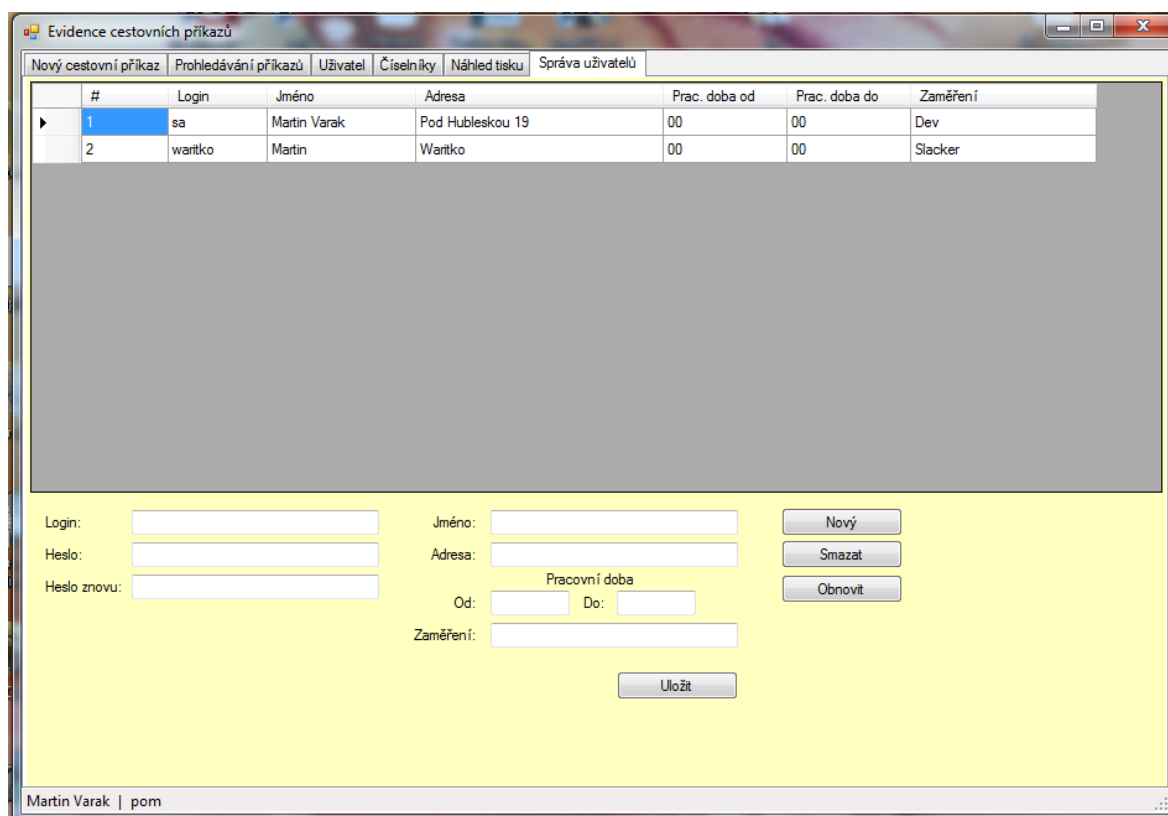 Evidence cestovních příkazů
Nový cestovní příkaz Prohledávání příkazů Uživatel Číselníky Náhled tisku Správa uživatelů
# Login Jméno Adresa Prac. doba od Prac. doba do Zaměření
1 sa Martin Varak Pod Hubleskou 19 00 00 Dev
2 waritko Martin Waritko 00 00 Slacker
Login: Jméno: Nový
Heslo: Adresa: Smazat
Heslo znovu: Pracovní doba Obnovit
Od: Do:
Zaměření:
Uložit
Martin Varak | pom